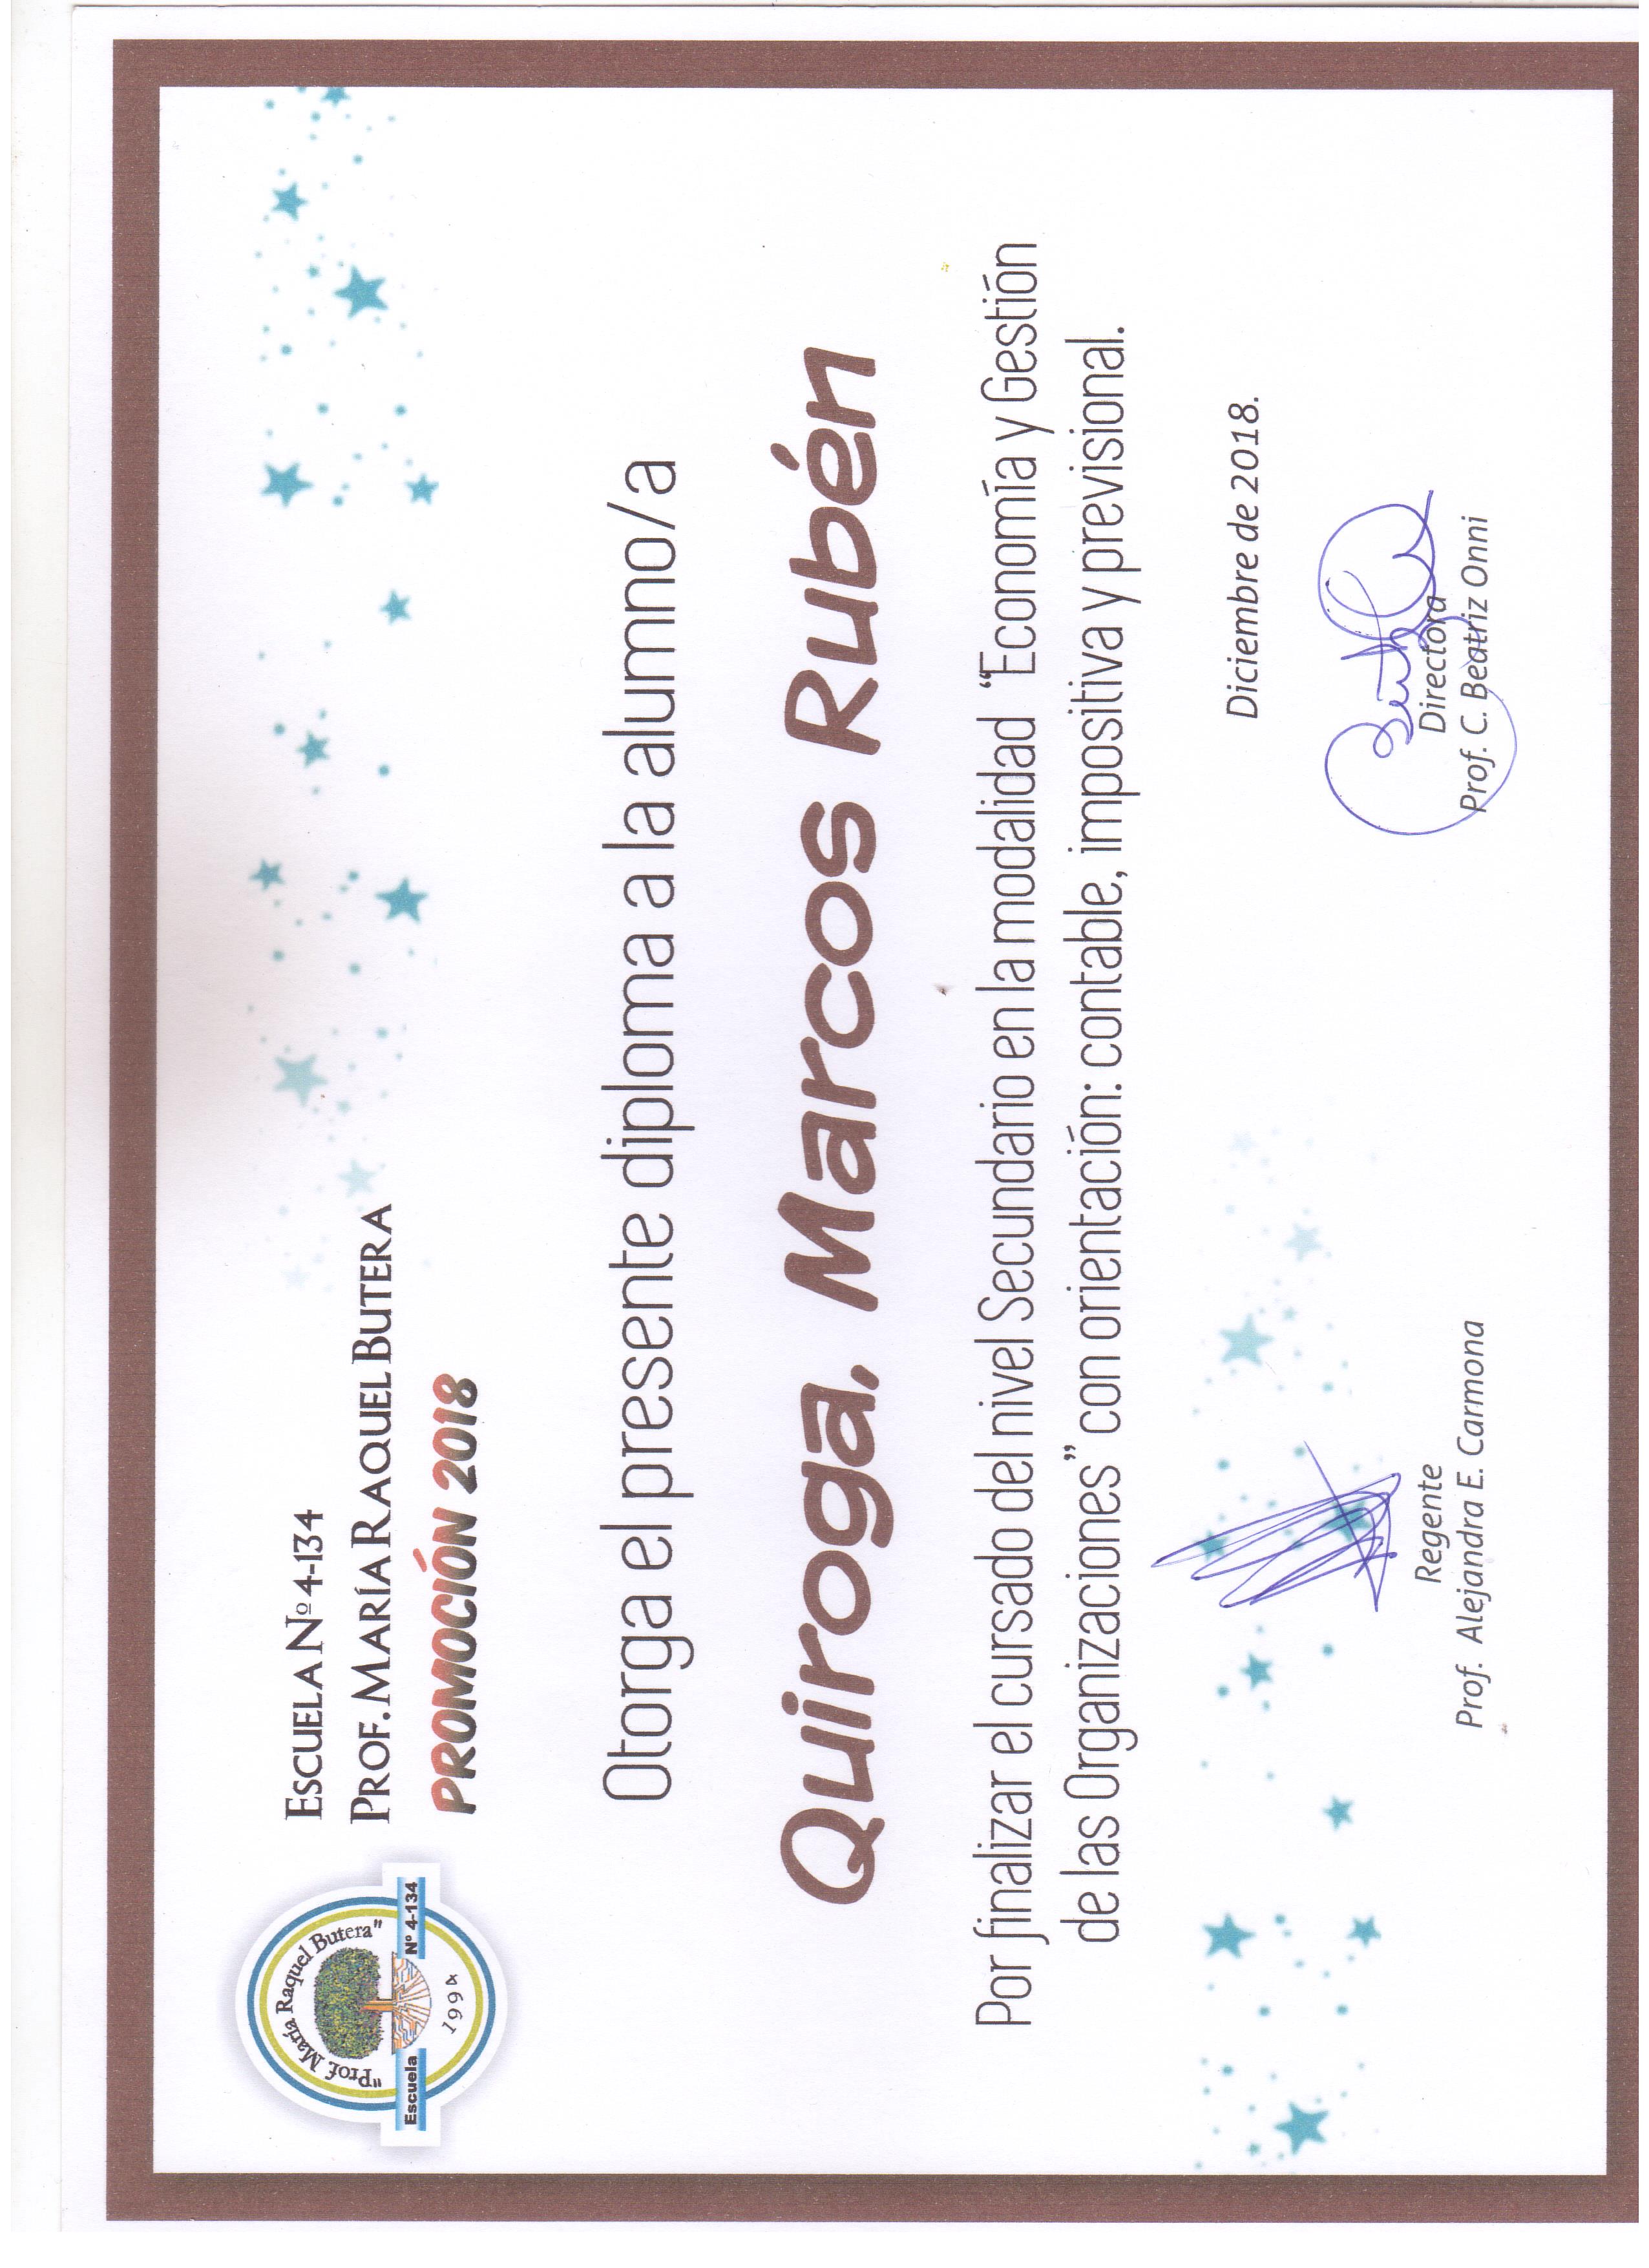 "Prof. María Raquel Butera"
Escuela Nº 4-134
1994
ESCUELA Nº 4-134
PROF. MARÍA RAQUEL BUTERA
PROMOCIÓN 2018
Otorga el presente diploma a la alumno/a
Quiroga, Marcos Rubén
Por finalizar el cursado del nivel Secundario en la modalidad “Economía y Gestión
de las Organizaciones” con orientación: contable, impositiva y previsional.
Diciembre de 2018.
Regente
Prof. Alejandra E. Carmona
Directora
Prof. C. Beatriz Onni